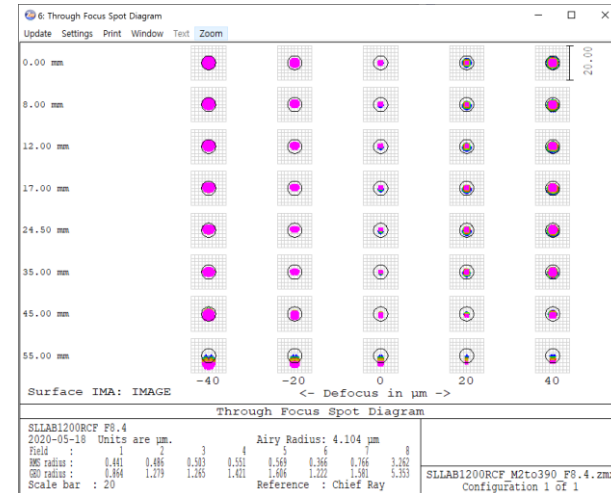 6: Through Focus Spot Diagram
Update Settings Print Window Text Zoom
0.00 mm
20.00
8.00 mm
12.00 mm
17.00 mm
24.50 mm
35.00 mm
45.00 mm
55.00 mm
-40 -20 0 20 40
Surface IMA: IMAGE <- Defocus in µm ->
Through Focus Spot Diagram
SLLAB1200RCF F8.4
2020-05-18 Units are µm. Airy Radius: 4.104 µm
Field : 1 2 3 4 5 6 7 8
RMS radius : 0.441 0.486 0.503 0.551 0.569 0.366 0.766 3.262
GEO radius : 0.864 1.279 1.265 1.421 1.606 1.222 1.581 5.353
Scale bar : 20 Reference : Chief Ray
SLLAB1200RCF_M2to390_F8.4.zmx
Configuration 1 of 1